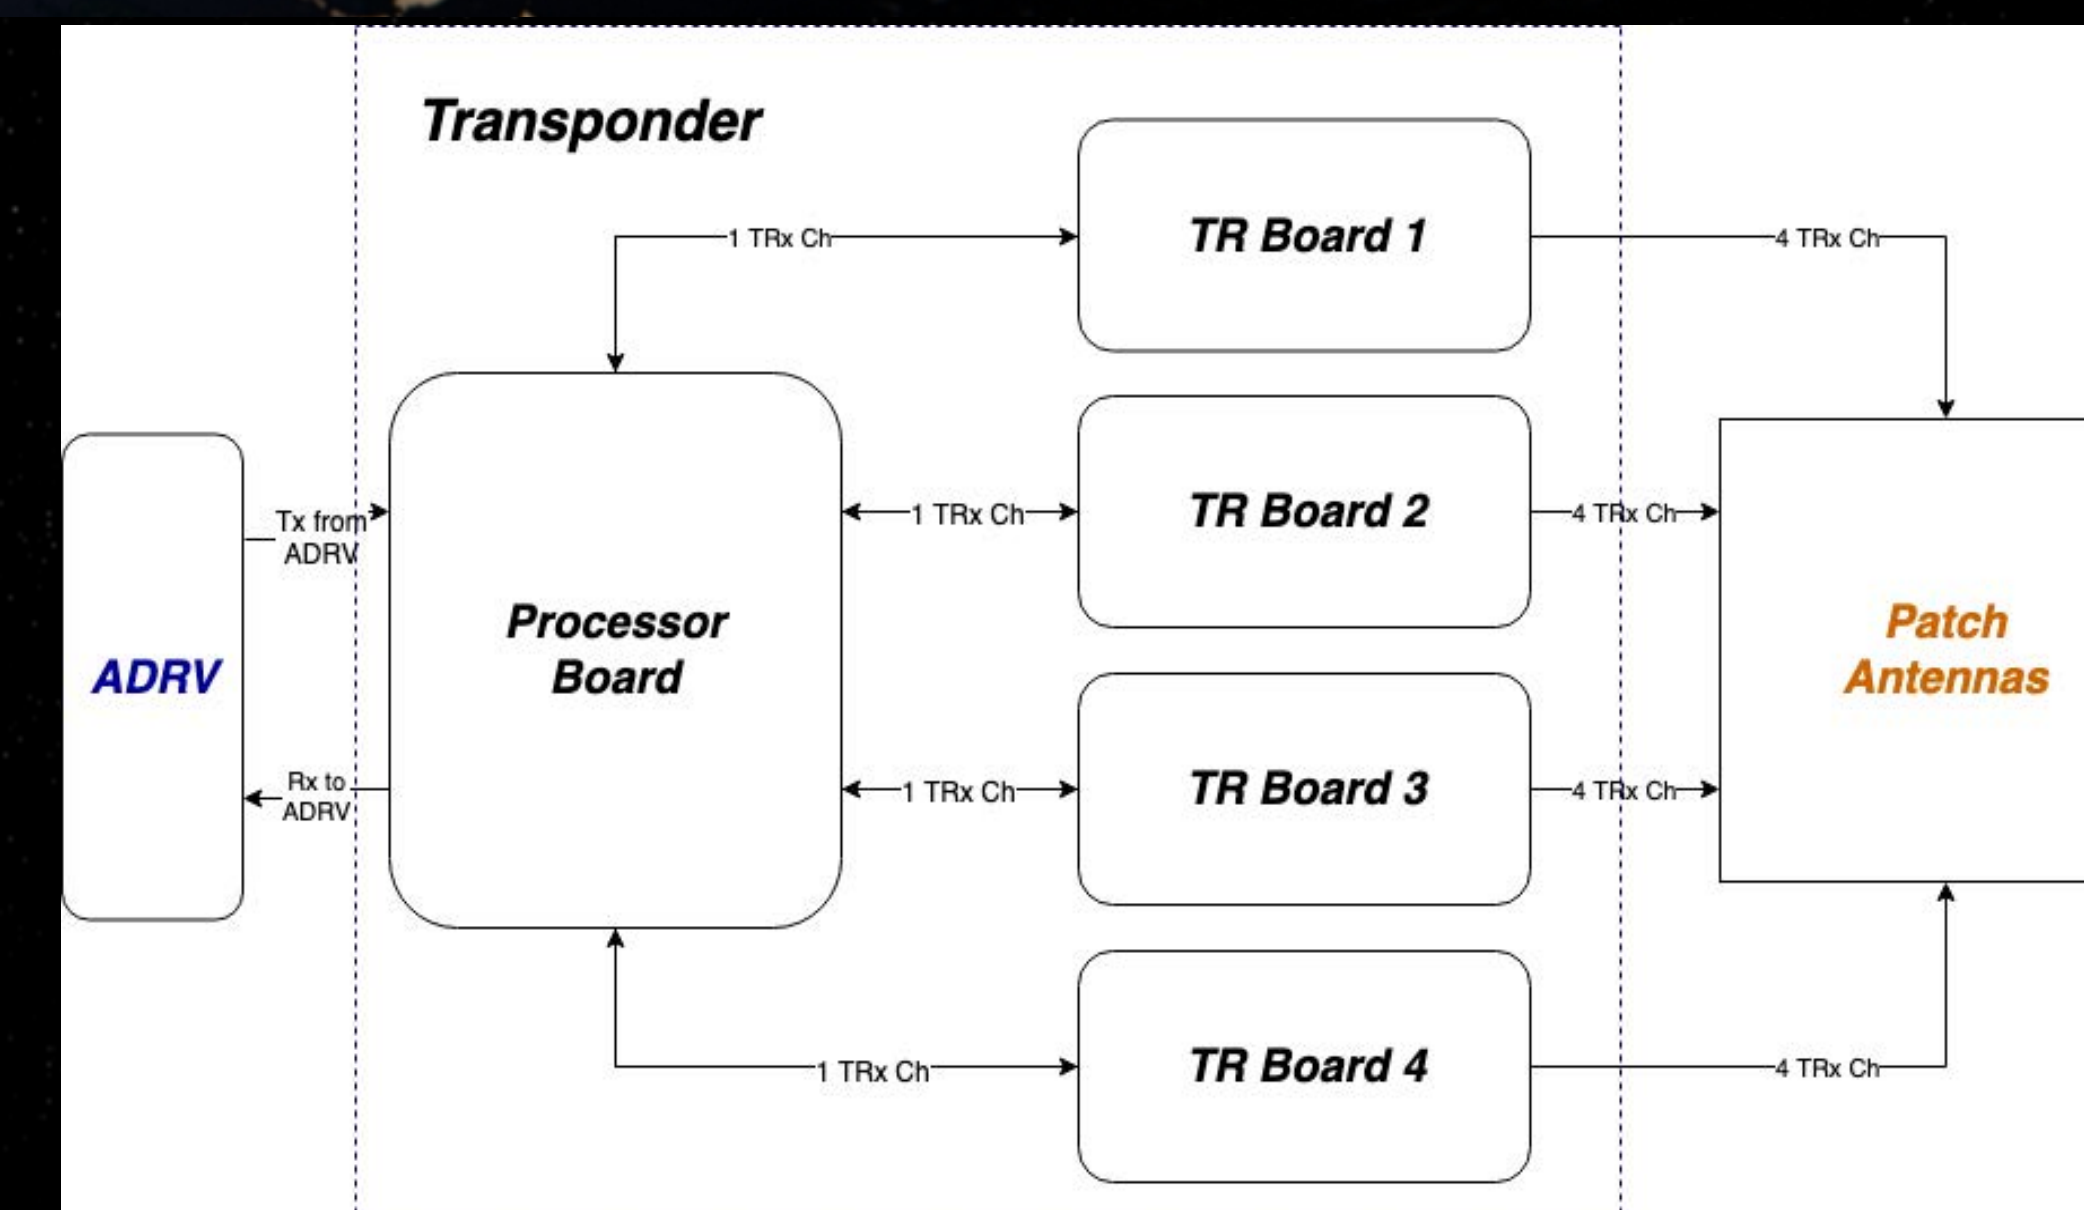 Transponder
TR Board 1
1 TRx Ch
4 TRx Ch
TR Board 2
1 TRx Ch
4 TRx Ch
Tx from
ADRV
Processor
Board
ADRV
Patch
Antennas
Rx to
ADRV
1 TRx Ch
TR Board 3
4 TRx Ch
1 TRx Ch
TR Board 4
4 TRx Ch